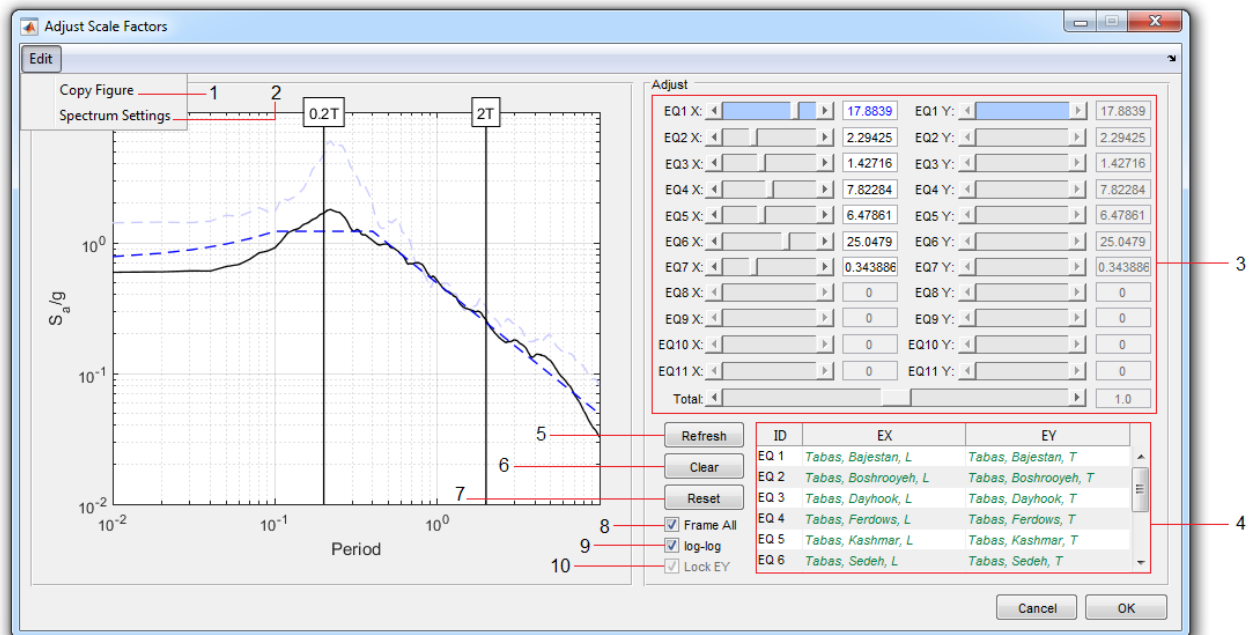 Adjust Scale Factors
Edit
Copy Figure 1
Spectrum Settings 2
0.2T 2T
10^0
10^-1
10^-2
S_a/g
10^-2 10^-1 10^0
Period
Adjust
EQ1 X: 17.8839 EQ1 Y: 17.8839
EQ2 X: 2.29425 EQ2 Y: 2.29425
EQ3 X: 1.42716 EQ3 Y: 1.42716
EQ4 X: 7.82284 EQ4 Y: 7.82284
EQ5 X: 6.47861 EQ5 Y: 6.47861
EQ6 X: 25.0479 EQ6 Y: 25.0479
EQ7 X: 0.343886 EQ7 Y: 0.343886
EQ8 X: 0 EQ8 Y: 0
EQ9 X: 0 EQ9 Y: 0
EQ10 X: 0 EQ10 Y: 0
EQ11 X: 0 EQ11 Y: 0
Total: 1.0
3
5 Refresh
6 Clear
7 Reset
8 Frame All
9 log-log
10 Lock EY
ID EX EY
EQ 1 Tabas, Bajestan, L Tabas, Bajestan, T
EQ 2 Tabas, Boshrooyeh, L Tabas, Boshrooyeh, T
EQ 3 Tabas, Dayhook, L Tabas, Dayhook, T
EQ 4 Tabas, Ferdows, L Tabas, Ferdows, T
EQ 5 Tabas, Kashmar, L Tabas, Kashmar, T
EQ 6 Tabas, Sedeh, L Tabas, Sedeh, T
4
Cancel OK